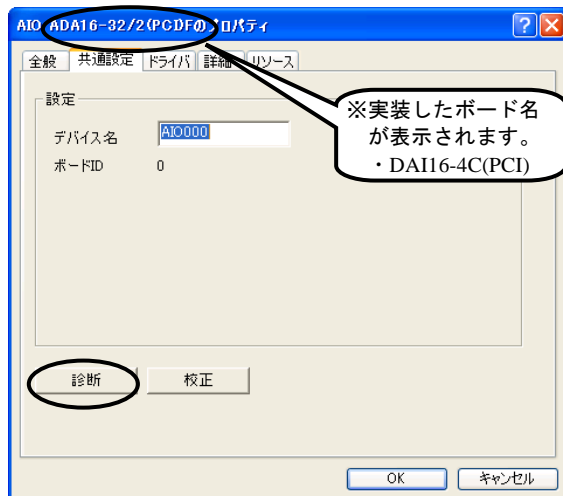 AIO ADA16-32/2(PCI)Fのプロパティ
全般 共通設定 ドライバ 詳細 リソース
設定
デバイス名 AIO000
ボードID 0
※実装したボード名
が表示されます。
・DAI16-4C(PCI)
診断 校正
OK キャンセル